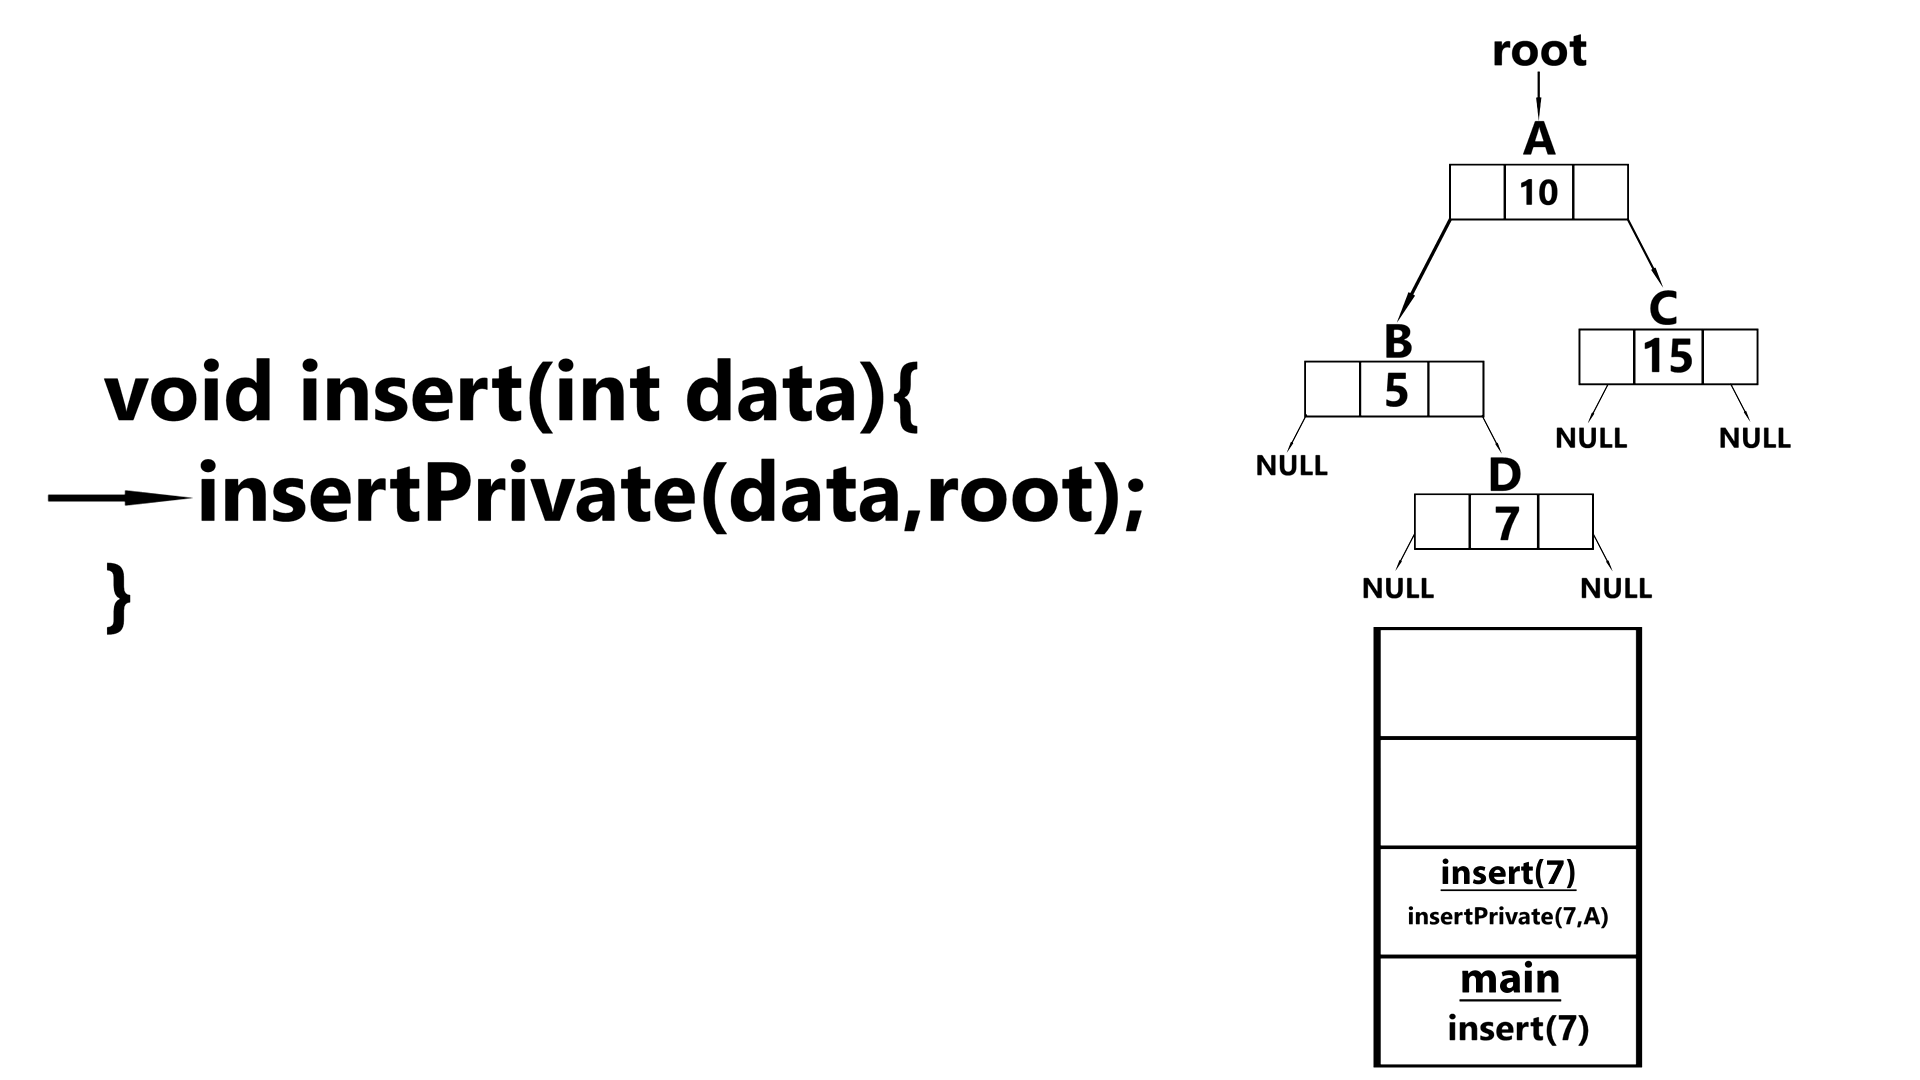 void insert(int data){
insertPrivate(data,root);
}
root
A
10
B
5
C
15
NULL
NULL
NULL
D
7
NULL
NULL
insert(7)
insertPrivate(7,A)
main
insert(7)